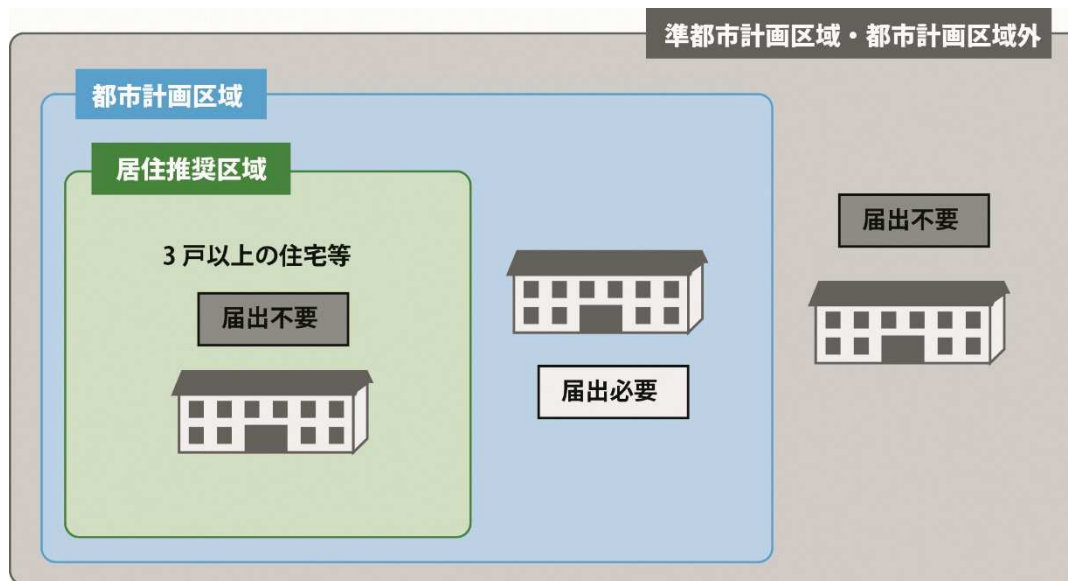 準都市計画区域・都市計画区域外
都市計画区域
居住推奨区域
3戸以上の住宅等
届出不要
届出必要
届出不要